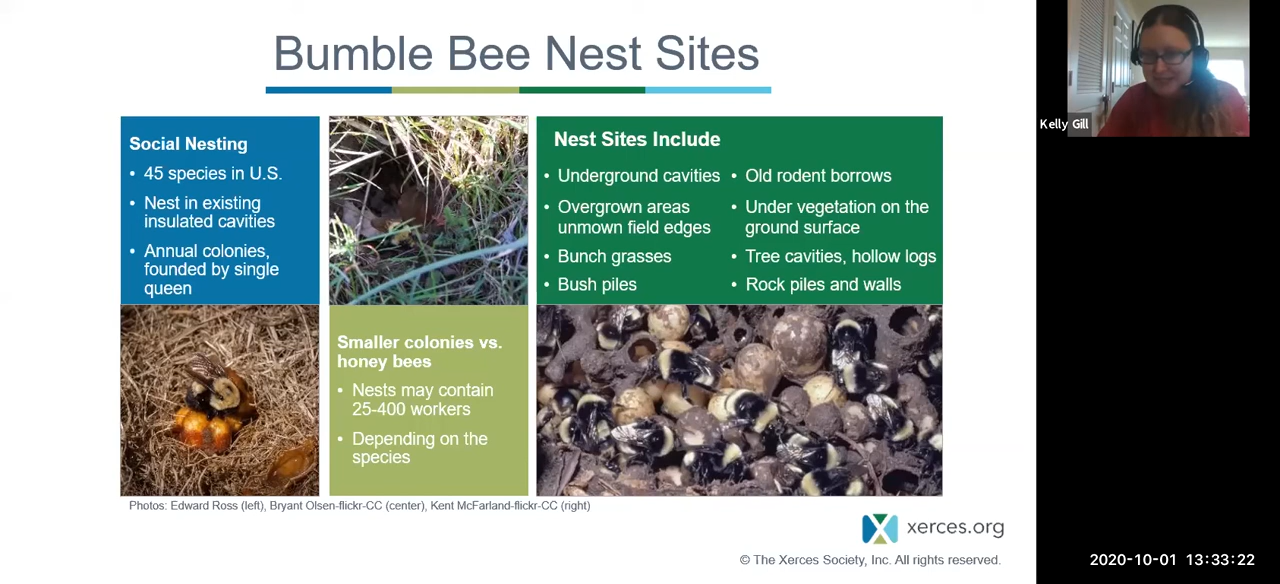 Bumble Bee Nest Sites
Social Nesting
• 45 species in U.S.
• Nest in existing
insulated cavities
• Annual colonies,
founded by single
queen
Nest Sites Include
• Underground cavities
• Overgrown areas
unmown field edges
• Bunch grasses
• Bush piles
• Old rodent borrows
• Under vegetation on the
ground surface
• Tree cavities, hollow logs
• Rock piles and walls
Smaller colonies vs.
honey bees
• Nests may contain
25-400 workers
• Depending on the
species
Photos: Edward Ross (left), Bryant Olsen-flickr-CC (center), Kent McFarland-flickr-CC (right)
xerces.org
© The Xerces Society, Inc. All rights reserved.
Kelly Gill
2020-10-01 13:33:22